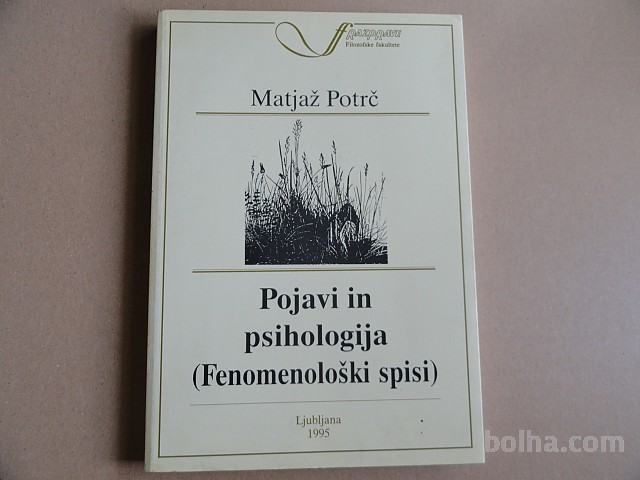 RAZPRAVE
Filozofske fakultete
Matjaž Potrč
Pojavi in
psihologija
(Fenomenološki spisi)
Ljubljana
1995
bolha.com